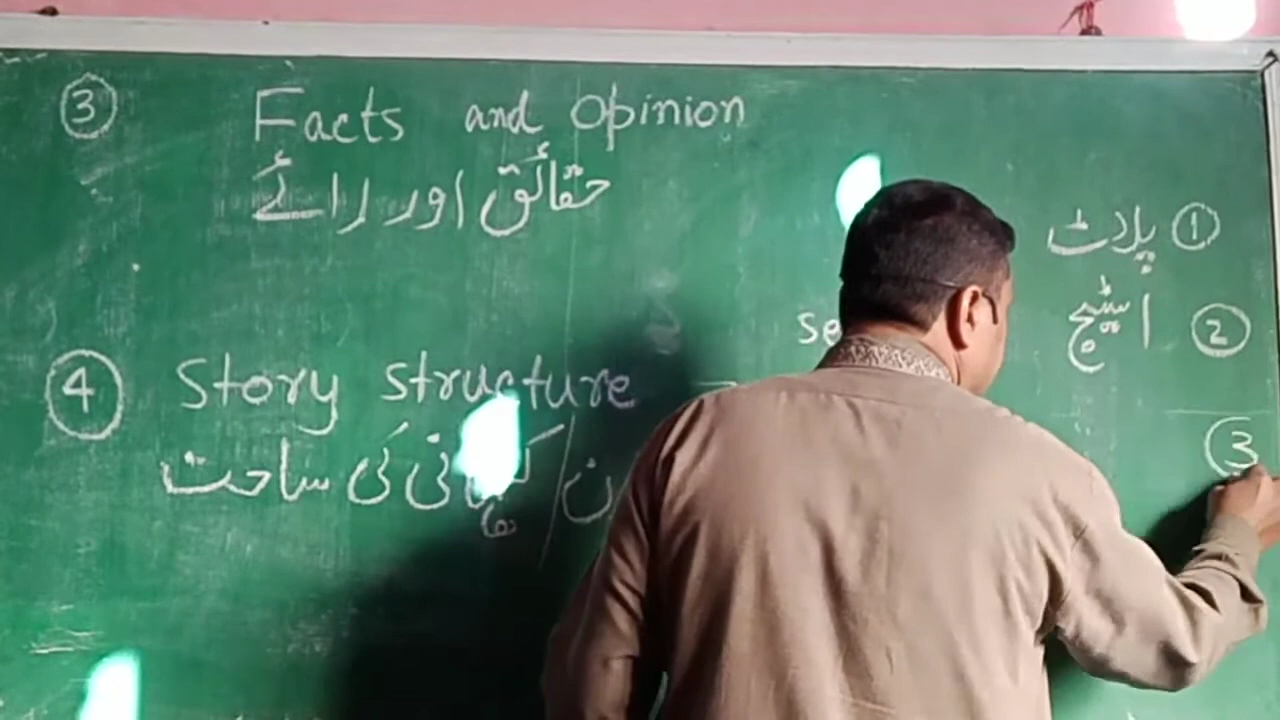 ③ Facts and Opinion
حقائق اور رائے
① پلاٹ
② اسٹیج
④ Story structure
کہانی کی ساخت
③